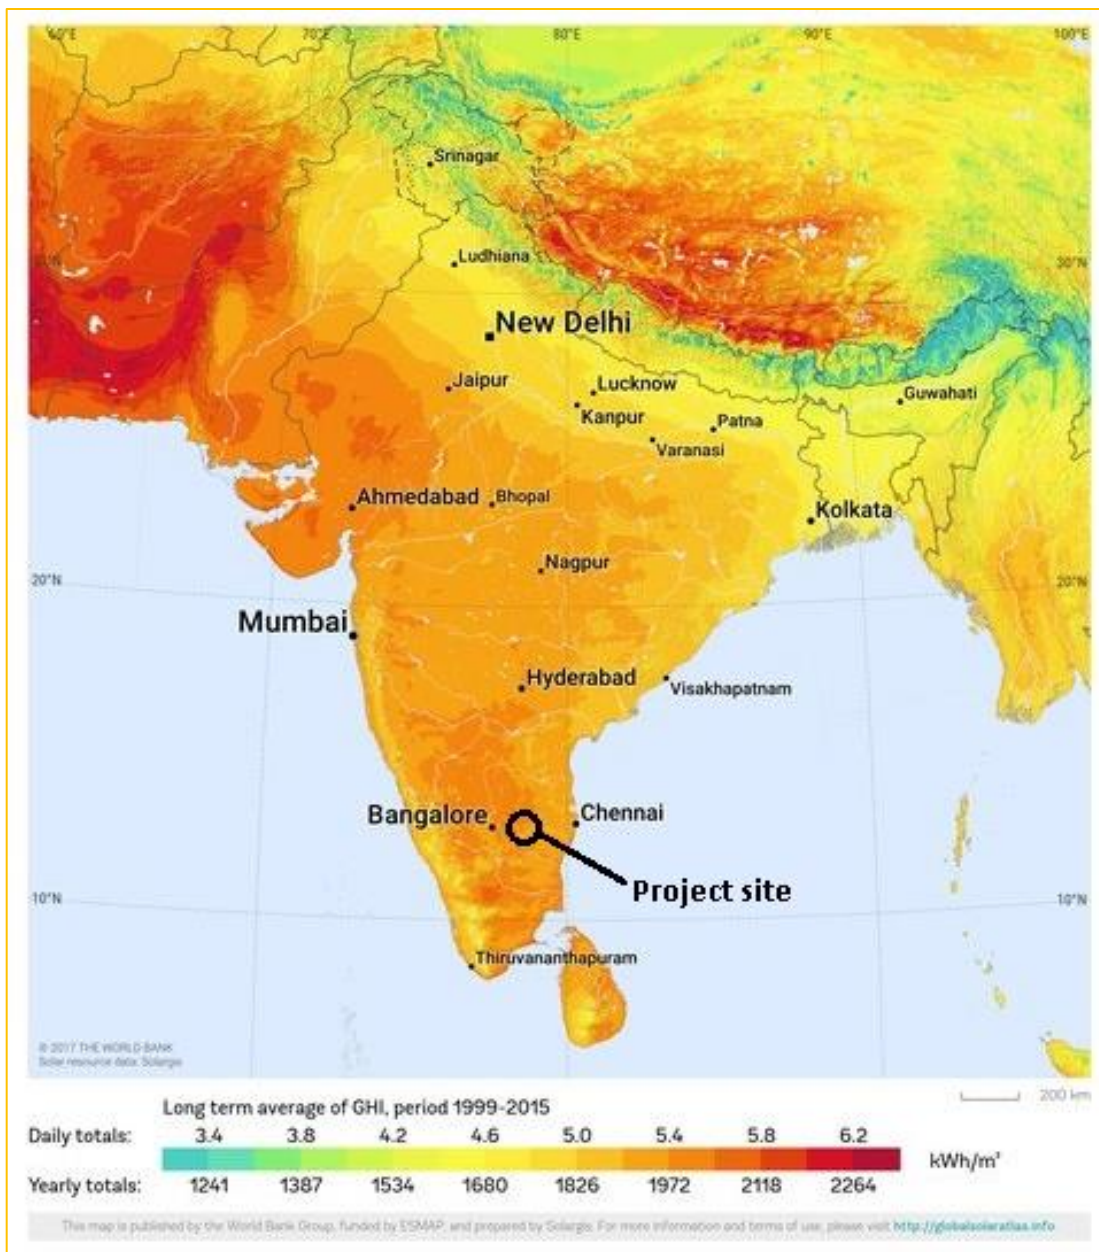 60°E 70°E 80°E 90°E 100°E
Srinagar
Ludhiana
30°N
New Delhi
Jaipur
Lucknow
Guwahati
Kanpur
Patna
Varanasi
Ahmedabad
Bhopal
Kolkata
Nagpur
20°N 20°N
Mumbai
Hyderabad
Visakhapatnam
Bangalore
Chennai
Project site
10°N 10°N
Thiruvananthapuram
© 2017 THE WORLD BANK
Solar resource data: Solargis
200 km
Long term average of GHI, period 1999-2015
Daily totals: 3.4 3.8 4.2 4.6 5.0 5.4 5.8 6.2
kWh/m²
Yearly totals: 1241 1387 1534 1680 1826 1972 2118 2264
This map is published by the World Bank Group, funded by ESMAP, and prepared by Solargis. For more information and terms of use, please visit http://globalsolaratlas.info